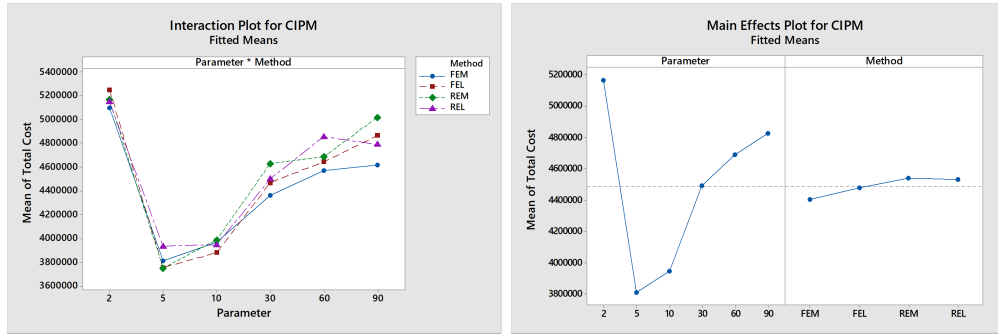 Interaction Plot for CIPM
Fitted Means
Parameter * Method
Mean of Total Cost
5400000
5200000
5000000
4800000
4600000
4400000
4200000
4000000
3800000
3600000
2 5 10 30 60 90
Parameter
Method
FEM
FEL
REM
REL
Main Effects Plot for CIPM
Fitted Means
Parameter Method
Mean of Total Cost
5200000
5000000
4800000
4600000
4400000
4200000
4000000
3800000
2 5 10 30 60 90 FEM FEL REM REL